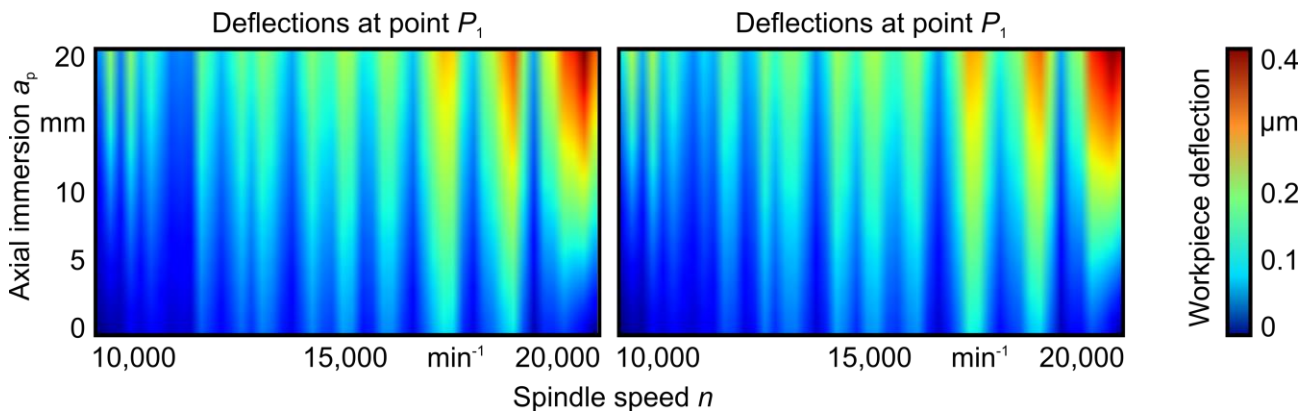 Deflections at point P₁
Deflections at point P₁
Axial immersion aₚ
20
mm
10
5
0
10,000 15,000 min⁻¹ 20,000
10,000 15,000 min⁻¹ 20,000
Spindle speed n
Workpiece deflection
0.4
µm
0.2
0.1
0